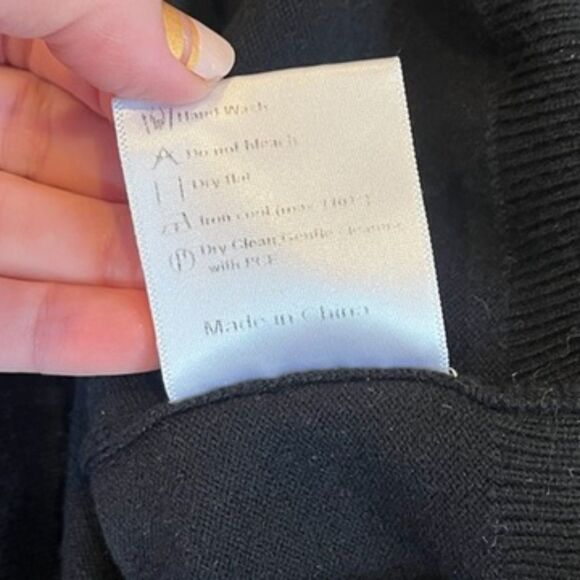 Hand Wash
Do not bleach
Dry flat
Iron cool (max 110
Dry Clean Gentle cleaning
with PCE
Made in China